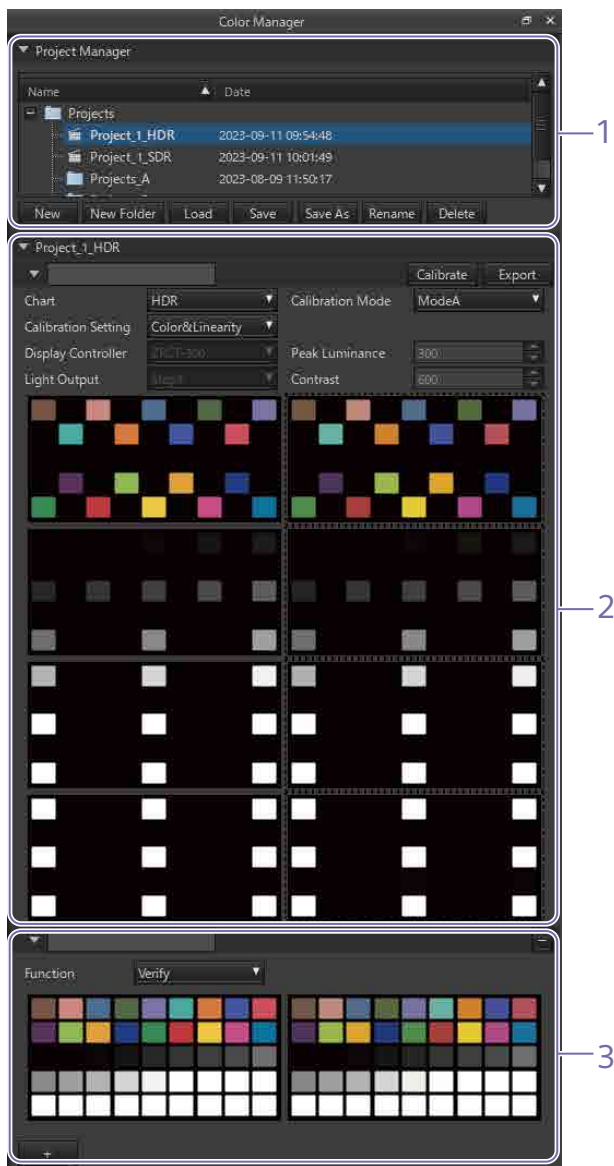 Color Manager
Project Manager
Name Date
Projects
Project_1_HDR 2023-09-11 09:54:48
Project_1_SDR 2023-09-11 10:01:49
Projects_A 2023-08-09 11:50:17
New New Folder Load Save Save As Rename Delete
1
Project_1_HDR
Calibrate Export
Chart HDR Calibration Mode ModeA
Calibration Setting Color&Linearity
Display Controller ZRCT-300 Peak Luminance 300
Light Output Contrast 600
2
Function Verify
3
+